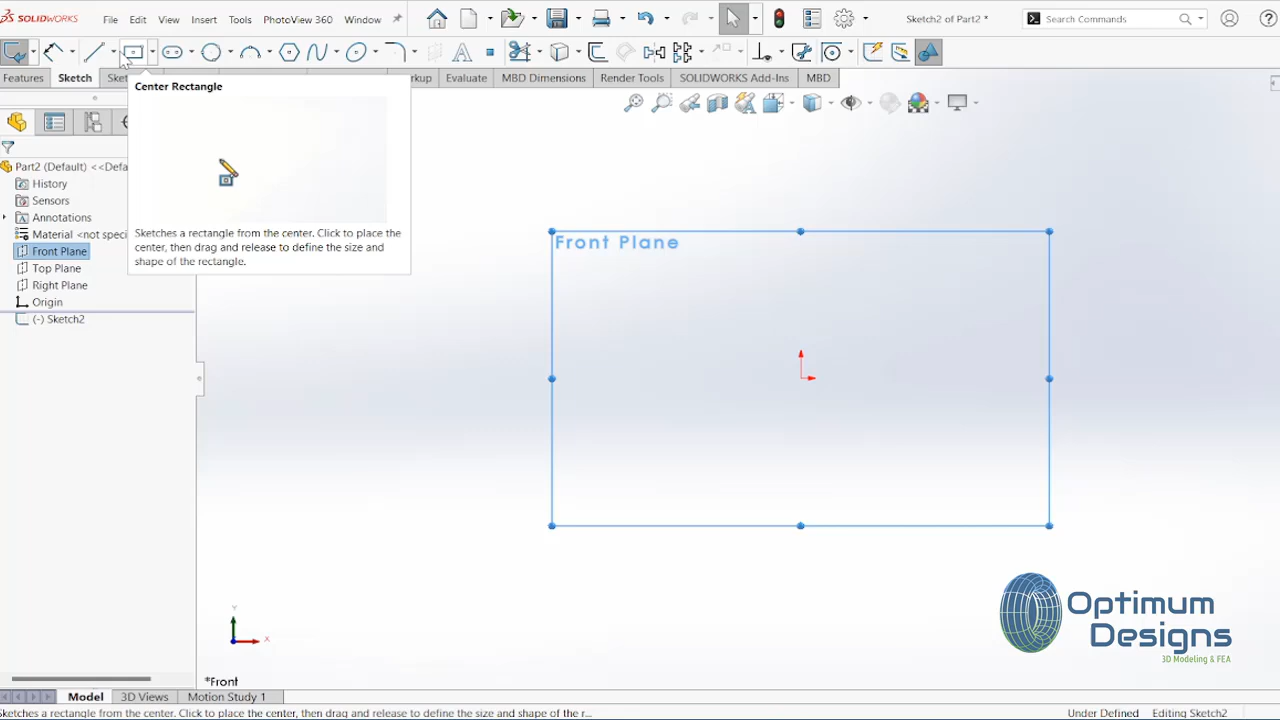 SOLIDWORKS File Edit View Insert Tools PhotoView 360 Window Sketch2 of Part2 * Search Commands
Features Sketch Evaluate MBD Dimensions Render Tools SOLIDWORKS Add-Ins MBD
Center Rectangle
Sketches a rectangle from the center. Click to place the
center, then drag and release to define the size and
shape of the rectangle.
Part2 (Default) <<Defa
History
Sensors
Annotations
Material <not speci
Front Plane
Top Plane
Right Plane
Origin
(-) Sketch2
Front Plane
Y
X
*Front
Optimum
Designs
3D Modeling & FEA
Model 3D Views Motion Study 1
Sketches a rectangle from the center. Click to place the center, then drag and release to define the size and shape of the r... Under Defined Editing Sketch2